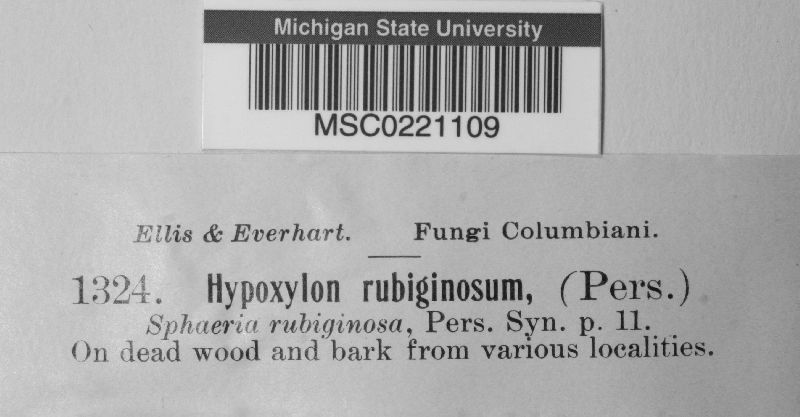 Michigan State University
MSC0221109
Ellis & Everhart. Fungi Columbiani.
1324. Hypoxylon rubiginosum, (Pers.)
Sphaeria rubiginosa, Pers. Syn. p. 11.
On dead wood and bark from various localities.